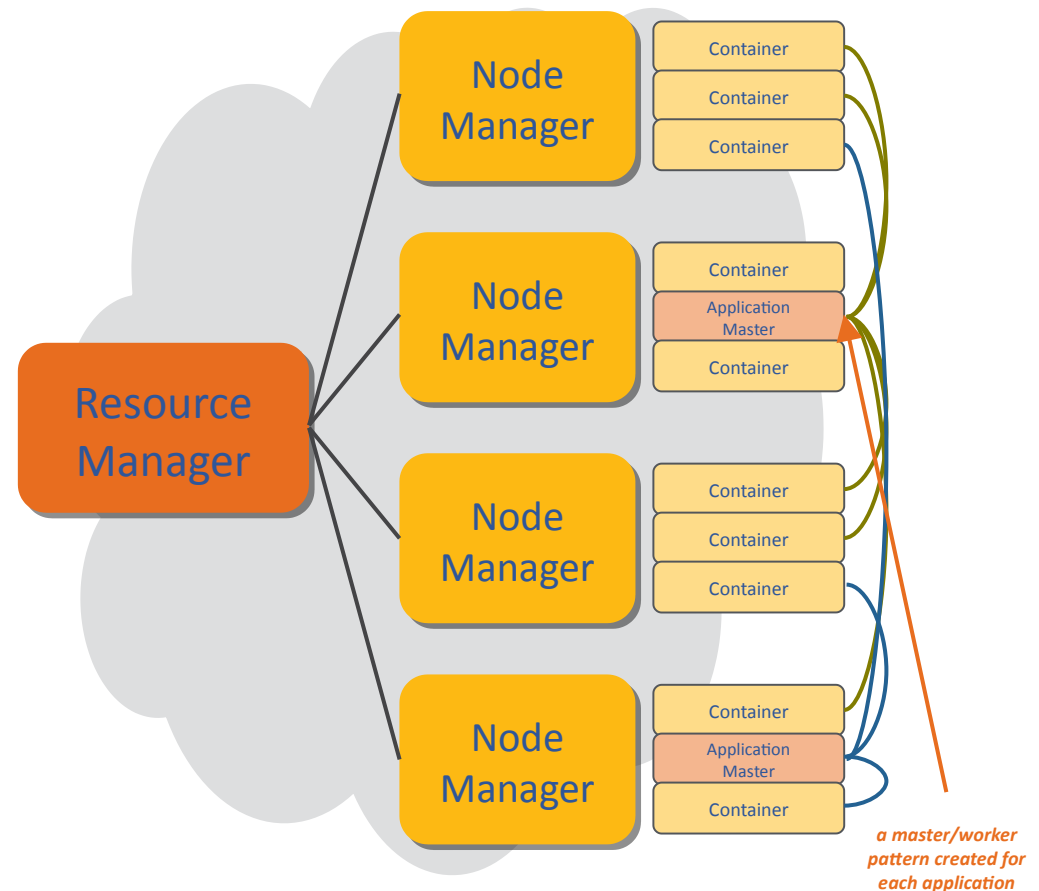 Resource
Manager
Node
Manager
Container
Container
Container
Node
Manager
Container
Application
Master
Container
Node
Manager
Container
Container
Container
Node
Manager
Container
Application
Master
Container
a master/worker
pattern created for
each application